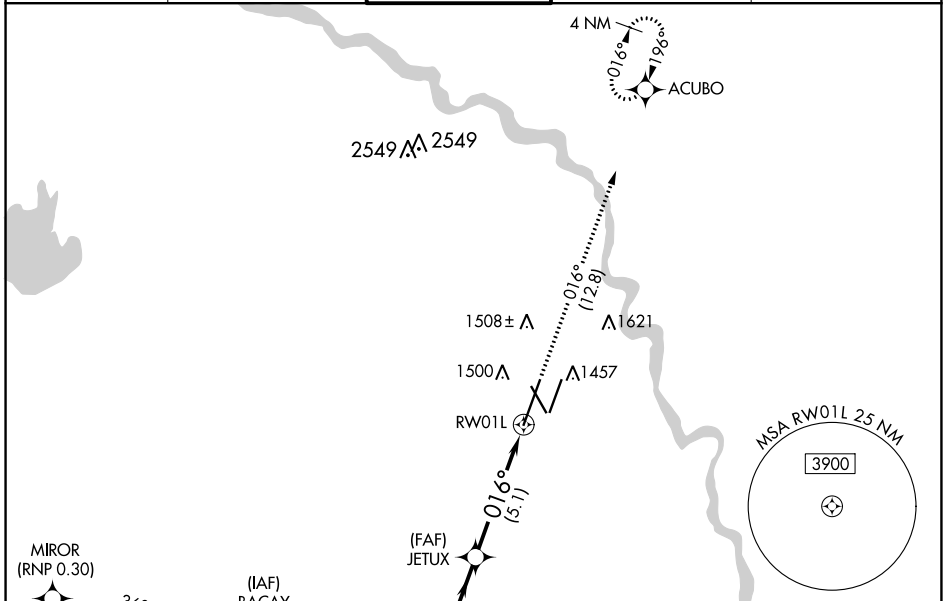 4 NM
016°
196°
ACUBO
2549
2549
016°
(12.8)
1508±
1621
1500
1457
RW01L
MSA RW01L 25 NM
3900
016°
(5.1)
(FAF)
JETUX
MIROR
(RNP 0.30)
(IAF)